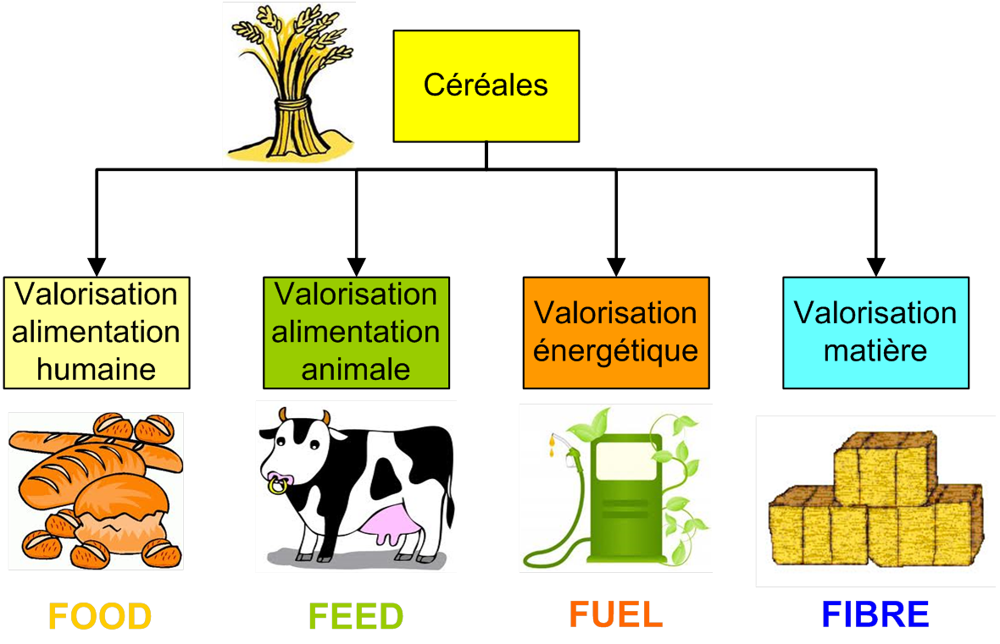 Céréales
Valorisation
alimentation
humaine
Valorisation
alimentation
animale
Valorisation
énergétique
Valorisation
matière
FOOD
FEED
FUEL
FIBRE